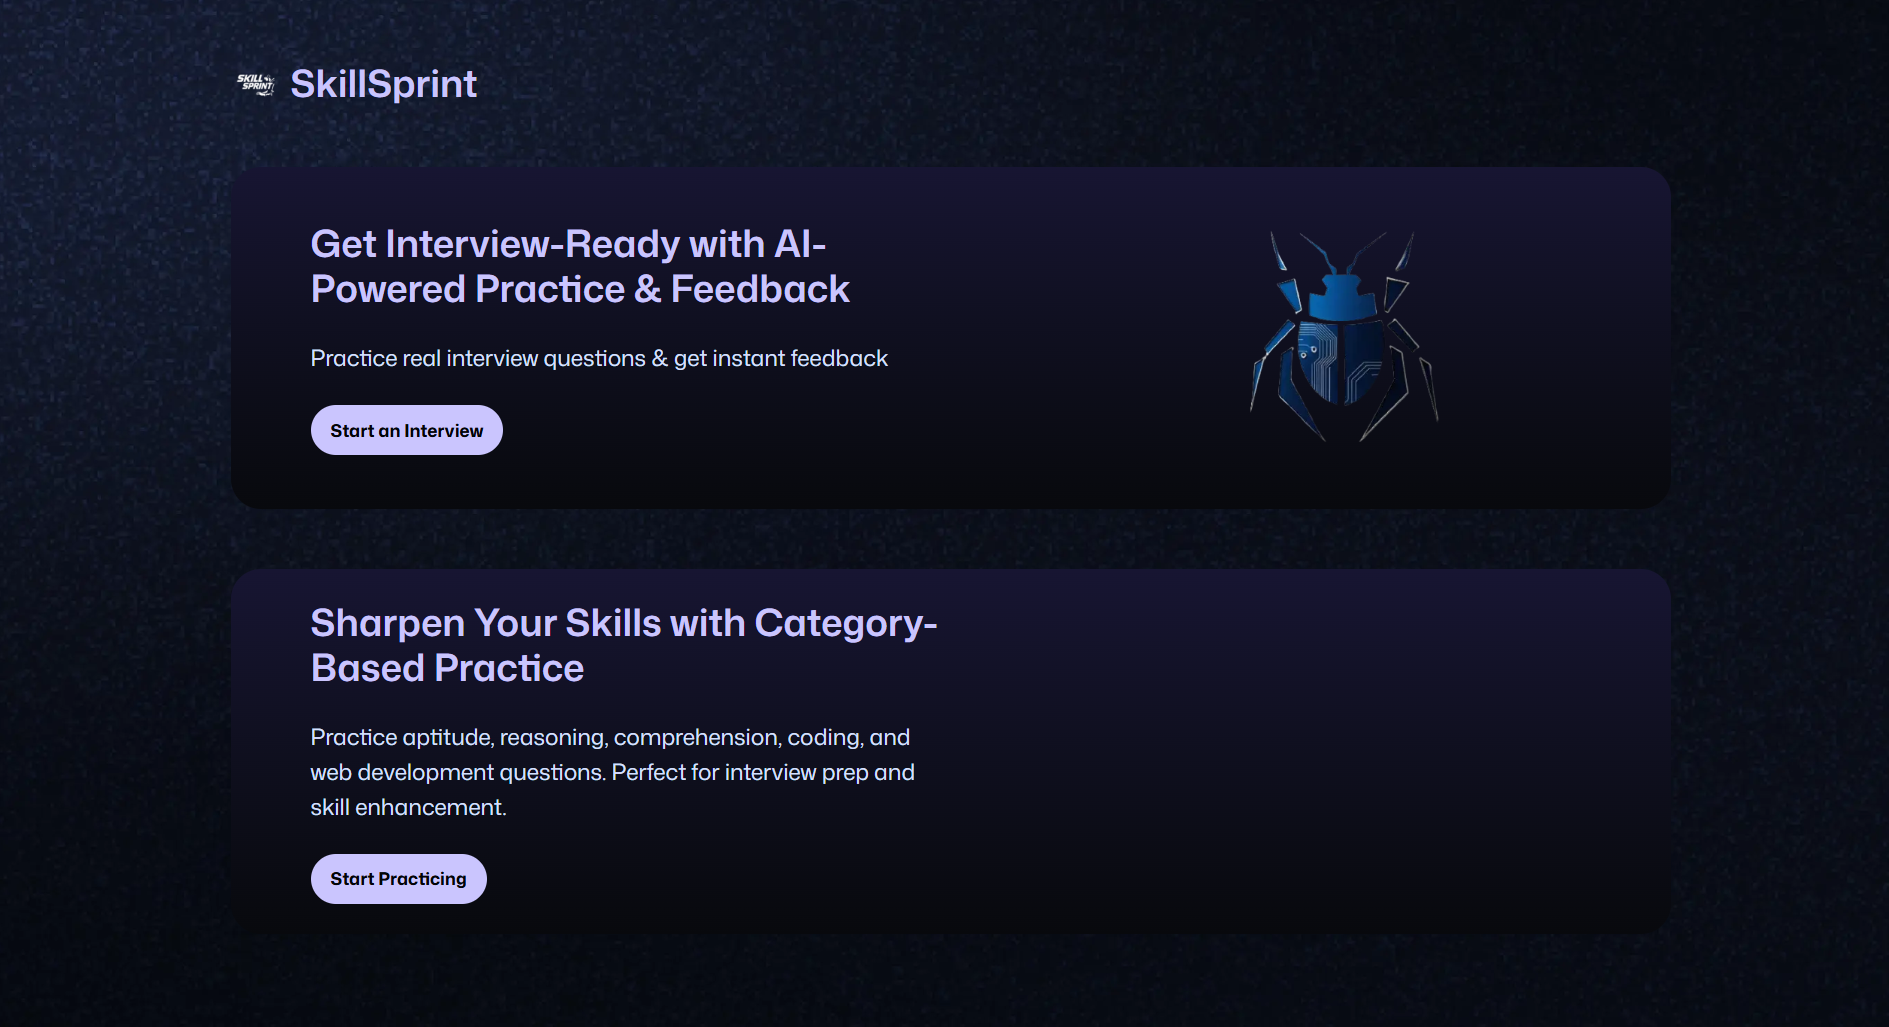 SKILL
SPRINT
SkillSprint
Get Interview-Ready with AI-
Powered Practice & Feedback
Practice real interview questions & get instant feedback
Start an Interview
Sharpen Your Skills with Category-
Based Practice
Practice aptitude, reasoning, comprehension, coding, and
web development questions. Perfect for interview prep and
skill enhancement.
Start Practicing